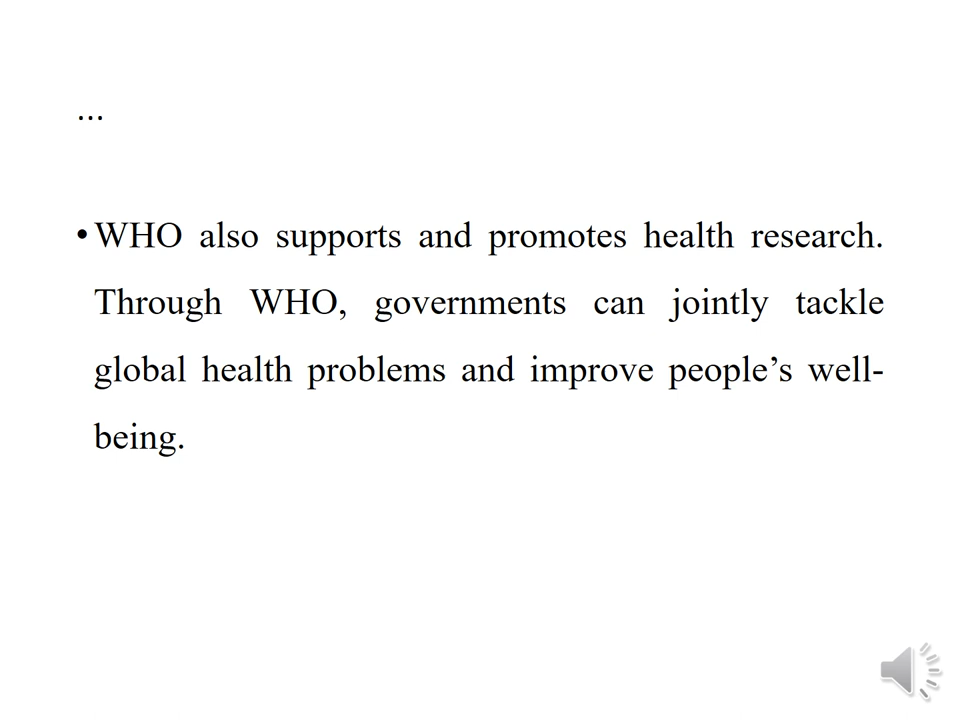 ...
• WHO also supports and promotes health research.
Through WHO, governments can jointly tackle
global health problems and improve people’s well-
being.